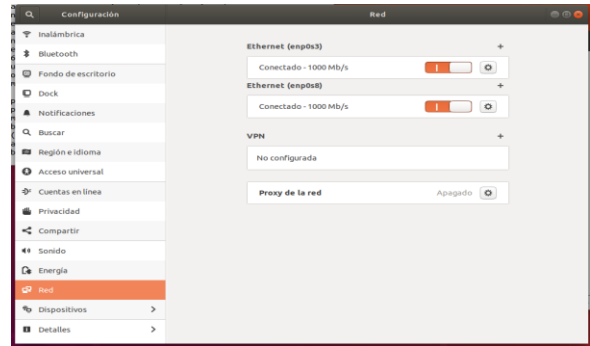 Configuración
Red
Inalámbrica
Bluetooth
Fondo de escritorio
Dock
Notificaciones
Buscar
Región e idioma
Acceso universal
Cuentas en línea
Privacidad
Compartir
Sonido
Energía
Red
Dispositivos
Detalles
Ethernet (enp0s3)
Conectado - 1000 Mb/s
Ethernet (enp0s8)
Conectado - 1000 Mb/s
VPN
No configurada
Proxy de la red
Apagado